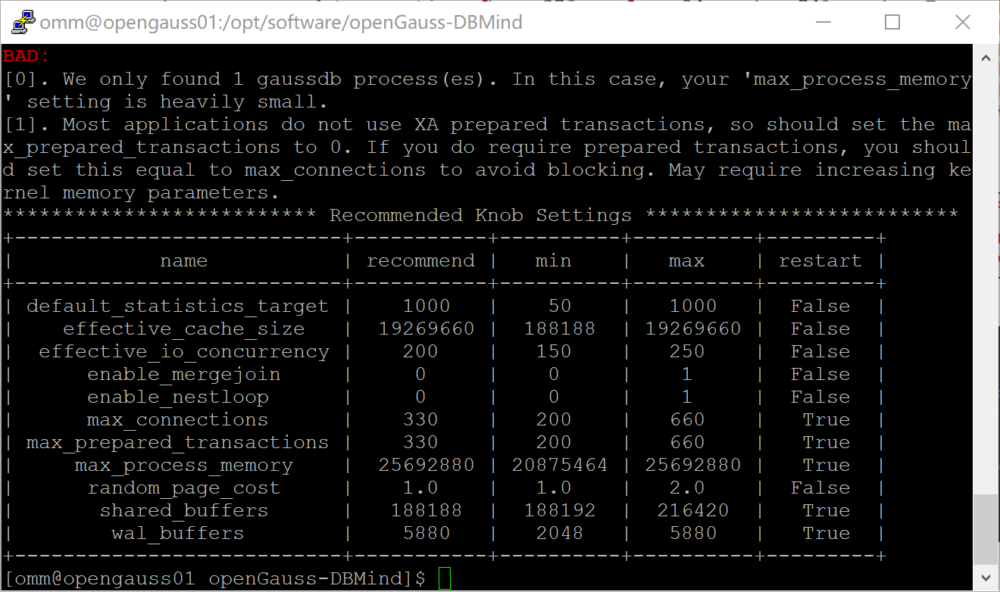 omm@opengauss01:/opt/software/openGauss-DBMind
BAD:
[0]. We only found 1 gaussdb process(es). In this case, your 'max_process_memory
' setting is heavily small.
[1]. Most applications do not use XA prepared transactions, so should set the ma
x_prepared_transactions to 0. If you do require prepared transactions, you shoul
d set this equal to max_connections to avoid blocking. May require increasing ke
rnel memory parameters.
************************** Recommended Knob Settings **************************
+---------------------------+-----------+----------+----------+---------+
|            name           | recommend |   min    |   max    | restart |
+---------------------------+-----------+----------+----------+---------+
| default_statistics_target |    1000   |    50    |   1000   |  False  |
|    effective_cache_size   |  19269660 |  188188  | 19269660 |  False  |
|  effective_io_concurrency |    200    |   150    |   250    |  False  |
|      enable_mergejoin     |     0     |    0     |    1     |  False  |
|      enable_nestloop      |     0     |    0     |    1     |  False  |
|      max_connections      |    330    |   200    |   660    |   True  |
| max_prepared_transactions |    330    |   200    |   660    |   True  |
|     max_process_memory    |  25692880 | 20875464 | 25692880 |   True  |
|      random_page_cost     |    1.0    |   1.0    |   2.0    |  False  |
|       shared_buffers      |   188188  |  188192  |  216420  |   True  |
|        wal_buffers        |    5880   |   2048   |   5880   |   True  |
+---------------------------+-----------+----------+----------+---------+
[omm@opengauss01 openGauss-DBMind]$